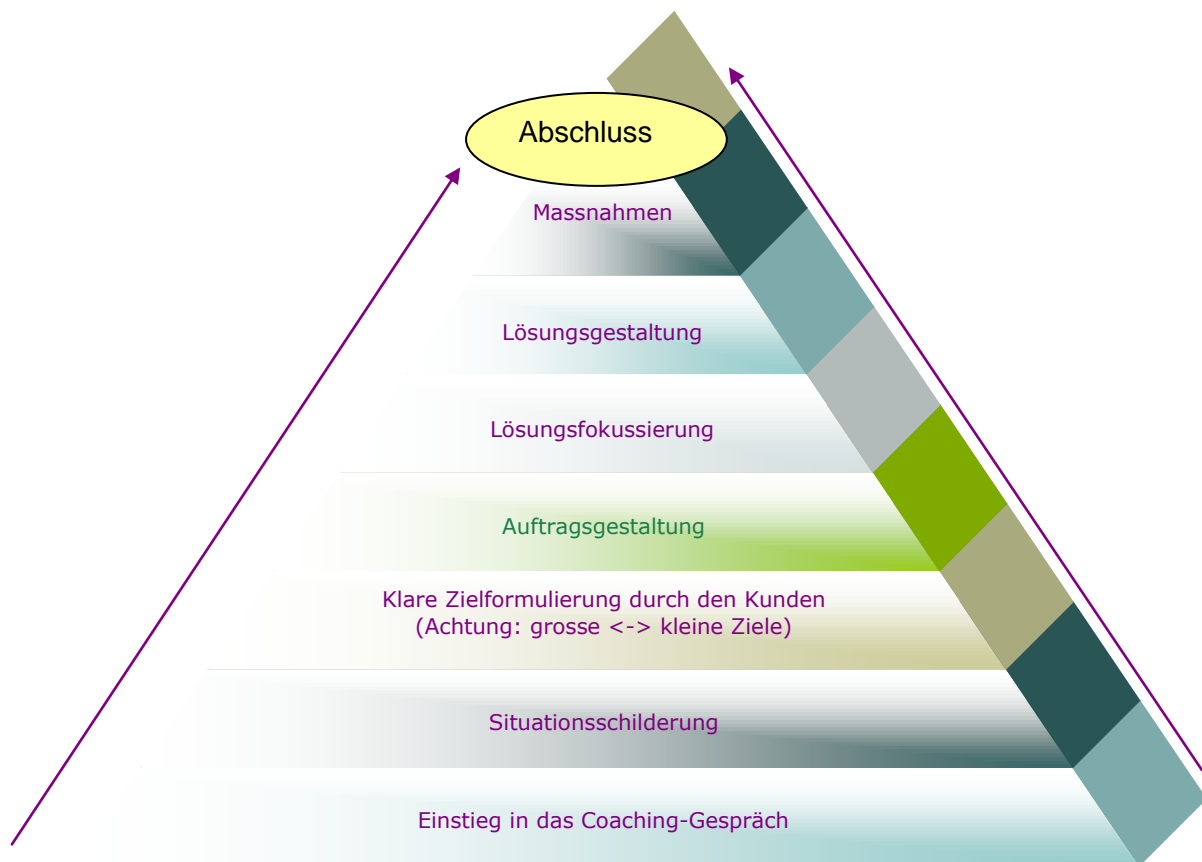 Abschluss
Massnahmen
Lösungsgestaltung
Lösungsfokussierung
Auftragsgestaltung
Klare Zielformulierung durch den Kunden
(Achtung: grosse <-> kleine Ziele)
Situationsschilderung
Einstieg in das Coaching-Gespräch